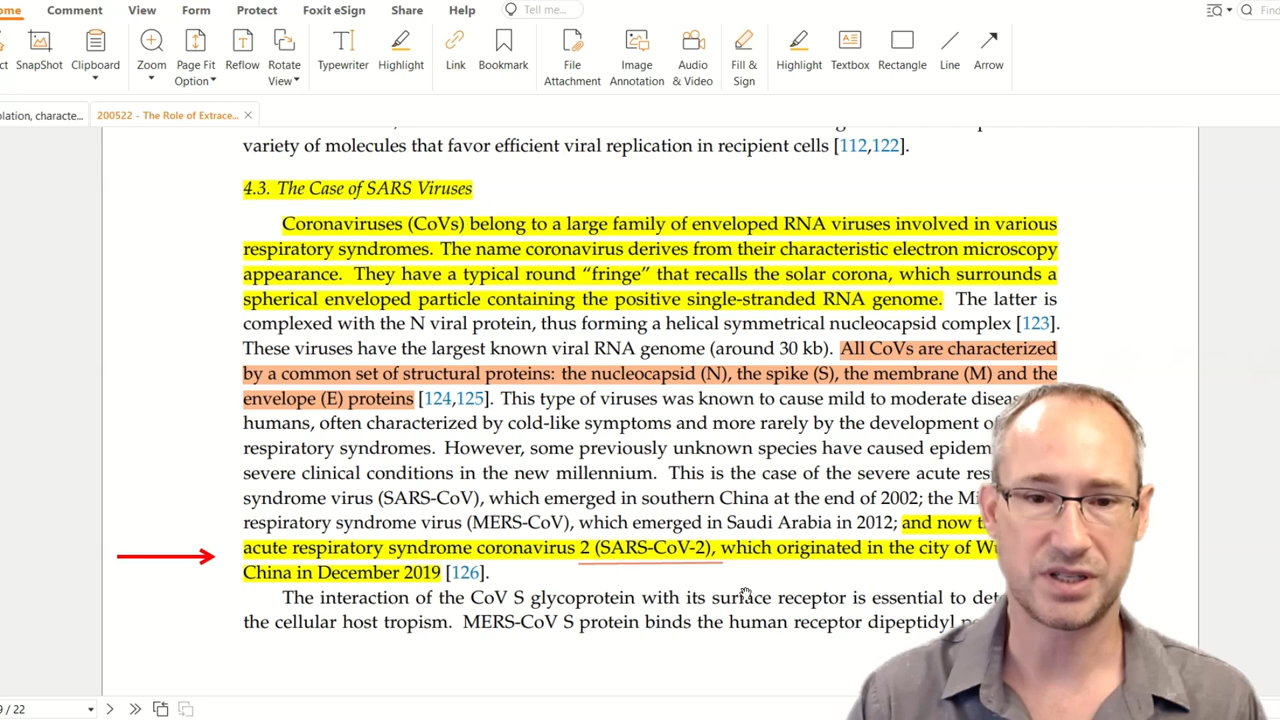 ome Comment View Form Protect Foxit eSign Share Help Tell me... Find
ct SnapShot Clipboard Zoom Page Fit Option Reflow Rotate View Typewriter Highlight Link Bookmark File Attachment Image Annotation Audio & Video Fill & Sign Highlight Textbox Rectangle Line Arrow
olation, characte... 200522 - The Role of Extrace...
variety of molecules that favor efficient viral replication in recipient cells [112,122].
4.3. The Case of SARS Viruses
Coronaviruses (CoVs) belong to a large family of enveloped RNA viruses involved in various
respiratory syndromes. The name coronavirus derives from their characteristic electron microscopy
appearance. They have a typical round “fringe” that recalls the solar corona, which surrounds a
spherical enveloped particle containing the positive single-stranded RNA genome. The latter is
complexed with the N viral protein, thus forming a helical symmetrical nucleocapsid complex [123].
These viruses have the largest known viral RNA genome (around 30 kb). All CoVs are characterized
by a common set of structural proteins: the nucleocapsid (N), the spike (S), the membrane (M) and the
envelope (E) proteins [124,125]. This type of viruses was known to cause mild to moderate
humans, often characterized by cold-like symptoms and more rarely by the development of
respiratory syndromes. However, some previously unknown species have caused
severe clinical conditions in the new millennium. This is the case of the severe acute
syndrome virus (SARS-CoV), which emerged in southern China at the end of 2002; the
respiratory syndrome virus (MERS-CoV), which emerged in Saudi Arabia in 2012; and now
acute respiratory syndrome coronavirus 2 (SARS-CoV-2), which originated in the city of
China in December 2019 [126].
The interaction of the CoV S glycoprotein with its surface receptor is essential to
the cellular host tropism. MERS-CoV S protein binds the human receptor dipeptidyl
9 / 22